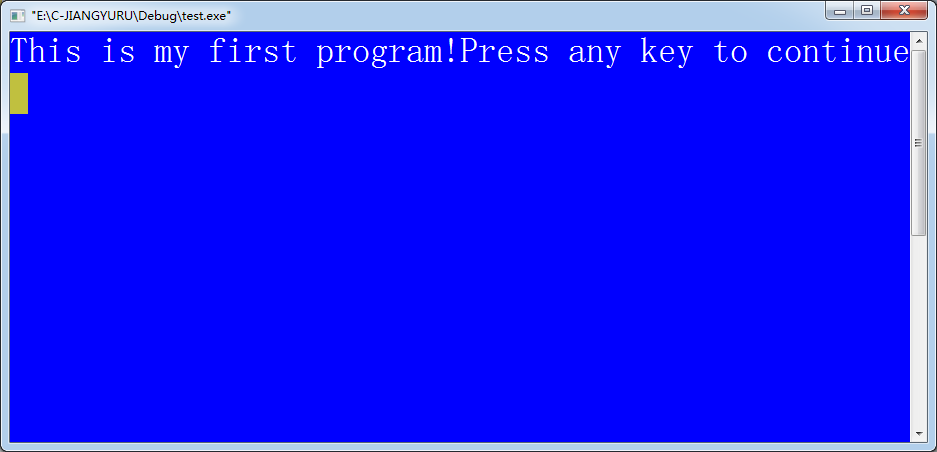 "E:\C-JIANGYURU\Debug\test.exe"
This is my first program!Press any key to continue